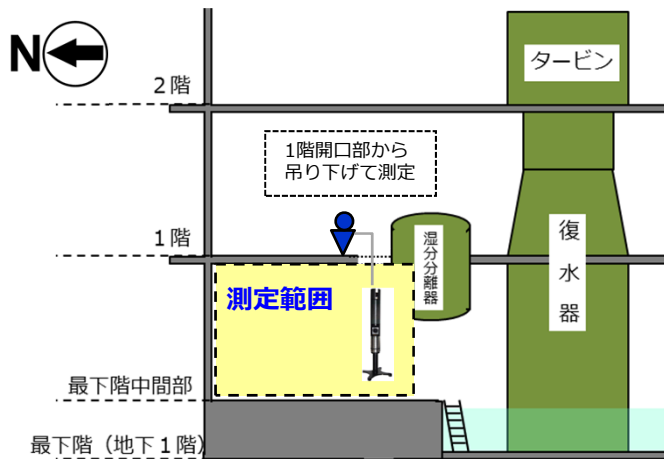 N
タービン
2階
1階開口部から
吊り下げて測定
1階
湿分分離器
復水器
測定範囲
最下階中間部
最下階（地下１階）